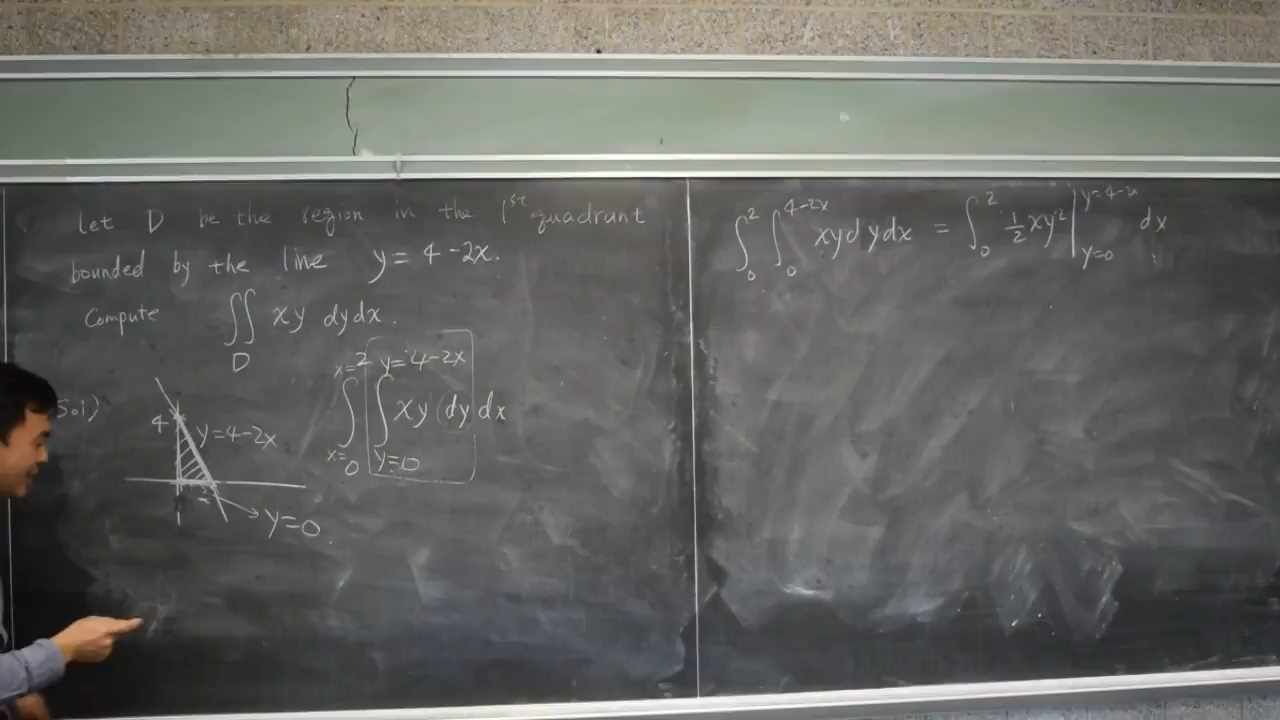 Let D be the region in the 1st quadrant
bounded by the line y = 4-2x.
Compute ∬_D xy dydx.
Sol)
4
y=4-2x
2
y=0.
∫_{x=0}^{x=2} ∫_{y=0}^{y=4-2x} xy dy dx
∫_0^2 ∫_0^{4-2x} xy dy dx = ∫_0^2 ½xy² |_{y=0}^{y=4-2x} dx